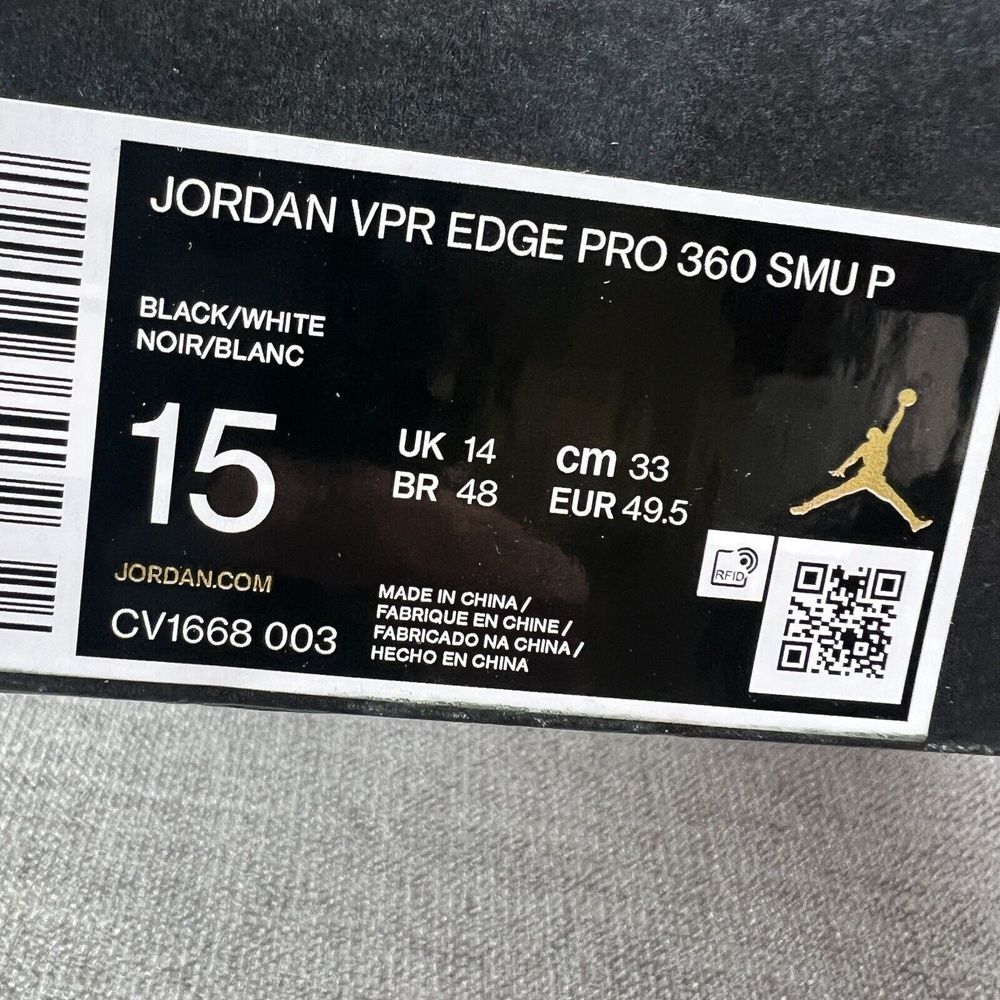 JORDAN VPR EDGE PRO 360 SMU P
BLACK/WHITE
NOIR/BLANC
15
UK 14
BR 48
cm 33
EUR 49.5
RFID
JORDAN.COM
CV1668 003
MADE IN CHINA /
FABRIQUE EN CHINE /
FABRICADO NA CHINA /
HECHO EN CHINA